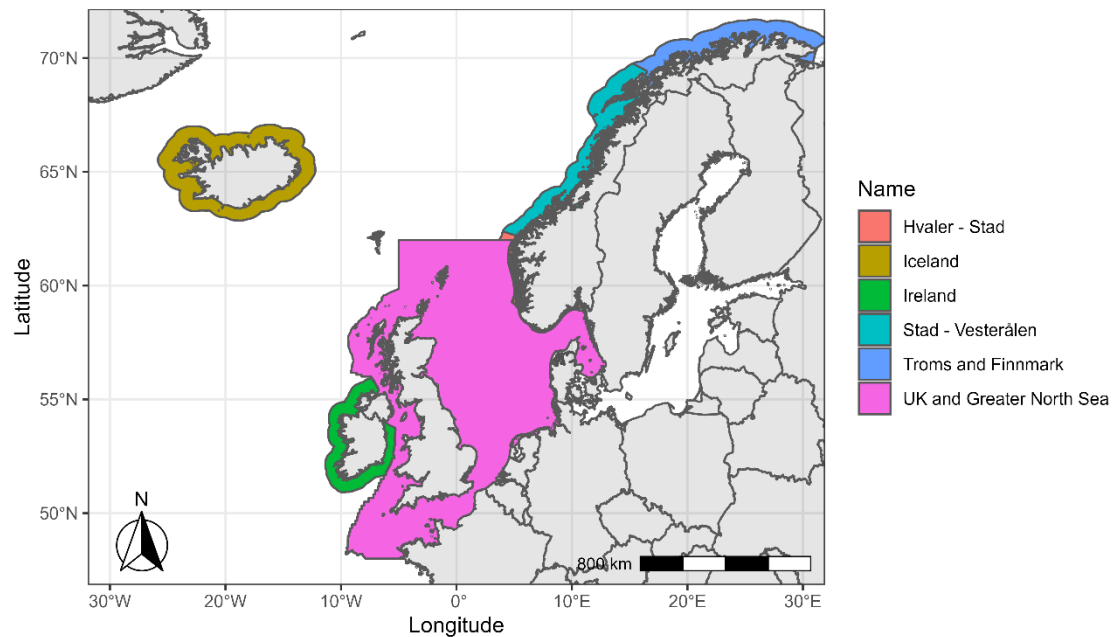 70°N
65°N
60°N
55°N
50°N
Latitude
N
800 km
30°W
20°W
10°W
0°
10°E
20°E
30°E
Longitude
Name
Hvaler - Stad
Iceland
Ireland
Stad - Vesterålen
Troms and Finnmark
UK and Greater North Sea